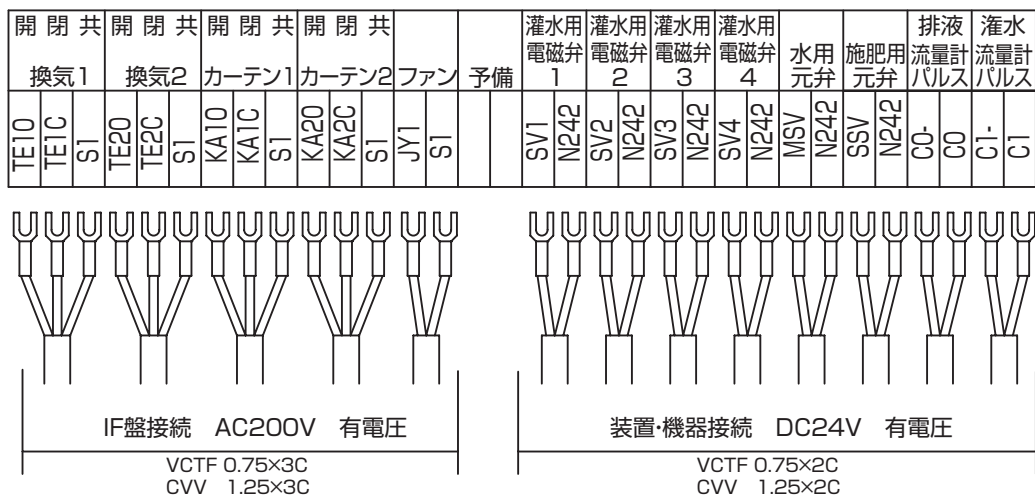 開 閉 共 開 閉 共 開 閉 共 開 閉 共 灌水用 灌水用 灌水用 灌水用 排液 潅水
電磁弁 電磁弁 電磁弁 電磁弁 水用 施肥用 流量計 流量計
換気1 換気2 カーテン1 カーテン2 ファン 予備 1 2 3 4 元弁 元弁 パルス パルス
TE10 TE1C S1 TE20 TE2C S1 KA10 KA1C S1 KA20 KA2C S1 JY1 S1 SV1 N242 SV2 N242 SV3 N242 SV4 N242 MSV N242 SSV N242 C0- C0 C1- C1
IF盤接続 AC200V 有電圧 装置・機器接続 DC24V 有電圧
VCTF 0.75×3C VCTF 0.75×2C
CVV 1.25×3C CVV 1.25×2C